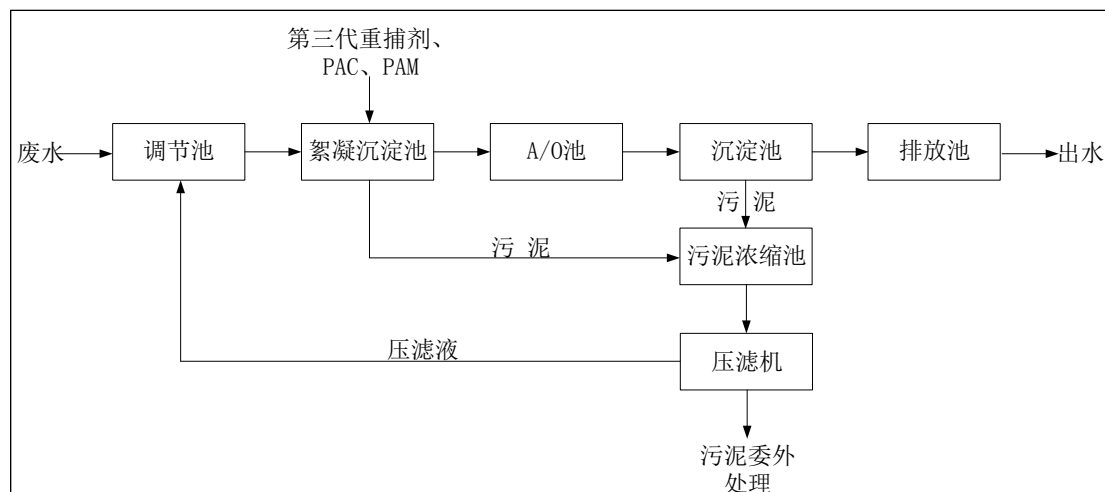 第三代重捕剂、
PAC、PAM
废水
调节池
絮凝沉淀池
A/O池
沉淀池
排放池
出水
污 泥
污 泥
污泥浓缩池
压滤液
压滤机
污泥委外
处理